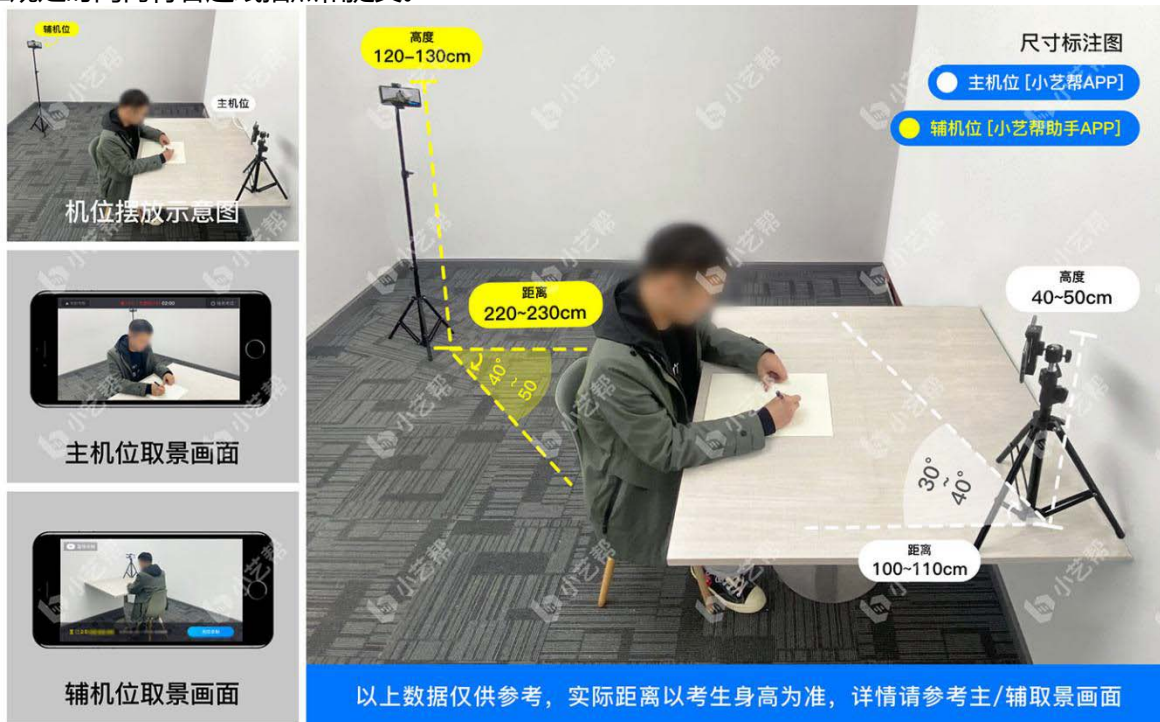 辅机位
主机位
机位摆放示意图
主机位取景画面
辅机位取景画面
高度
120-130cm
尺寸标注图
主机位 [小艺帮APP]
辅机位 [小艺帮助手APP]
距离
220~230cm
40°
~
50
高度
40~50cm
30°
~
40°
距离
100~110cm
以上数据仅供参考，实际距离以考生身高为准，详情请参考主/辅取景画面
小艺帮